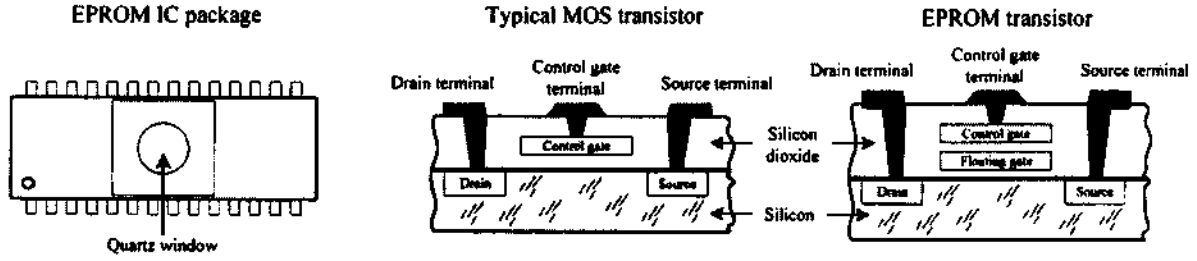 EPROM IC package
Quartz window
Typical MOS transistor
Drain terminal
Control gate
terminal
Source terminal
Control gate
Drain
Source
Silicon
dioxide
Silicon
EPROM transistor
Drain terminal
Control gate
terminal
Source terminal
Control gate
Floating gate
Drain
Source